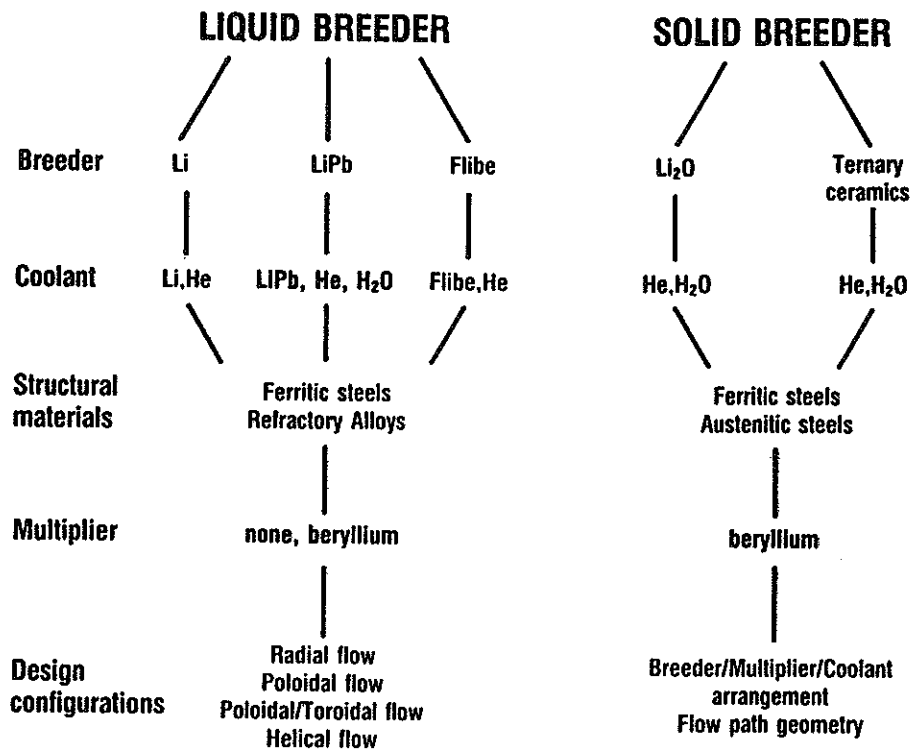 LIQUID BREEDER
SOLID BREEDER
Breeder
Li
LiPb
Flibe
Li₂O
Ternary
ceramics
Coolant
Li,He
LiPb, He, H₂O
Flibe,He
He,H₂O
He,H₂O
Structural
materials
Ferritic steels
Refractory Alloys
Ferritic steels
Austenitic steels
Multiplier
none, beryllium
beryllium
Design
configurations
Radial flow
Poloidal flow
Poloidal/Toroidal flow
Helical flow
Breeder/Multiplier/Coolant
arrangement
Flow path geometry